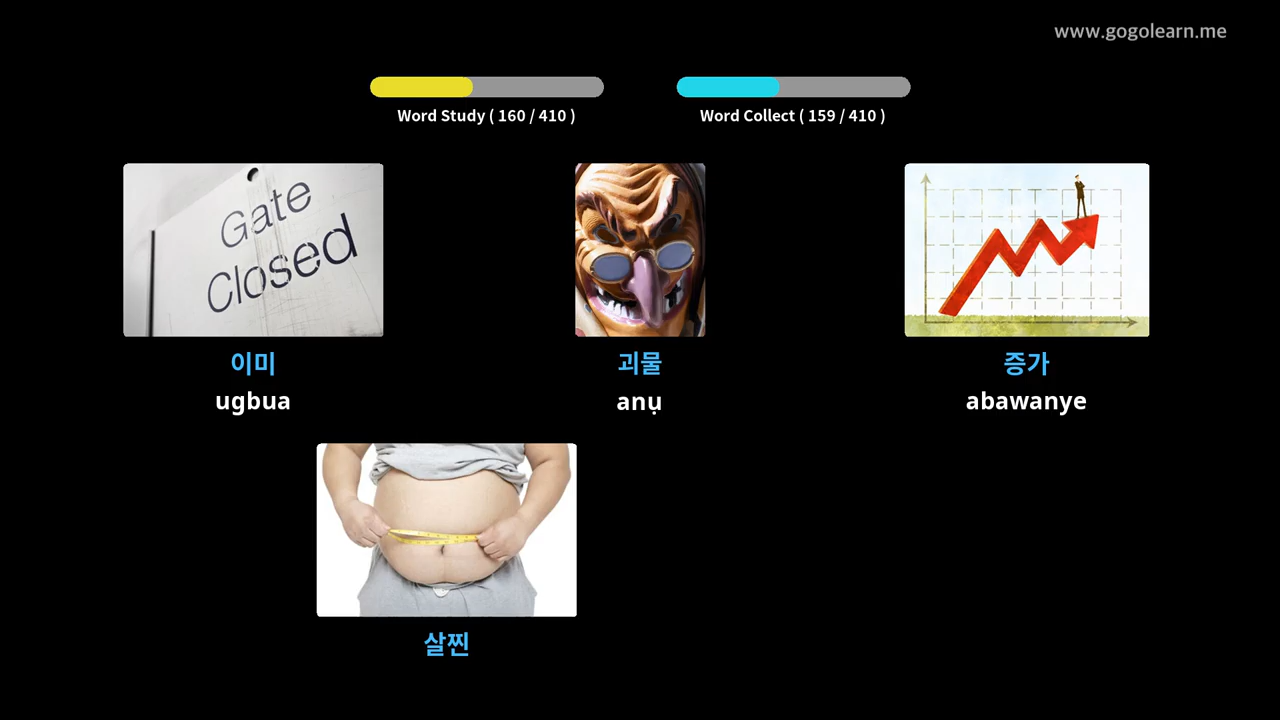 www.gogolearn.me
Word Study ( 160 / 410 )
Word Collect ( 159 / 410 )
Gate
Closed
이미
ugbua
괴물
anụ
증가
abawanye
살찐